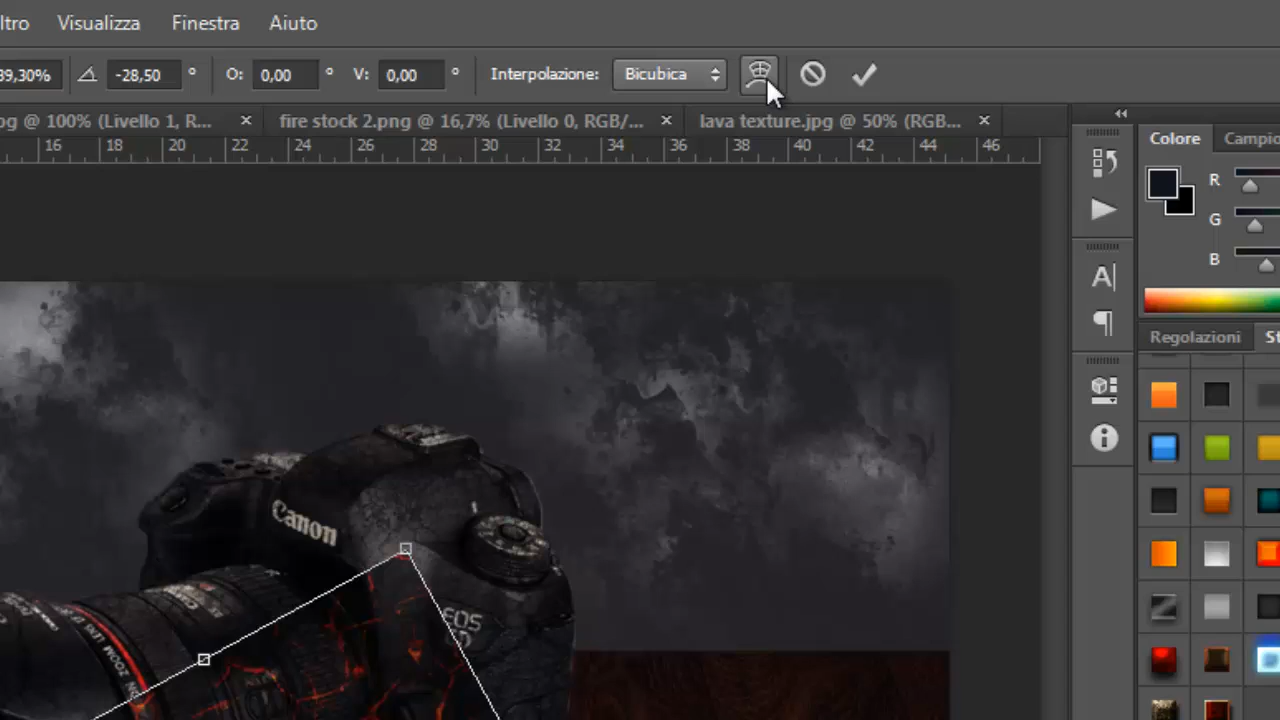 ltro Visualizza Finestra Aiuto
39,30% -28,50 ° O: 0,00 ° V: 0,00 ° Interpolazione: Bicubica
pg @ 100% (Livello 1, R... × fire stock 2.png @ 16,7% (Livello 0, RGB/... × lava texture.jpg @ 50% (RGB... ×
16 18 20 22 24 26 28 30 32 34 36 38 40 42 44 46
Colore Campio
R
G
B
A|
¶
Regolazioni St
Canon
EOS
ZOOM LENS